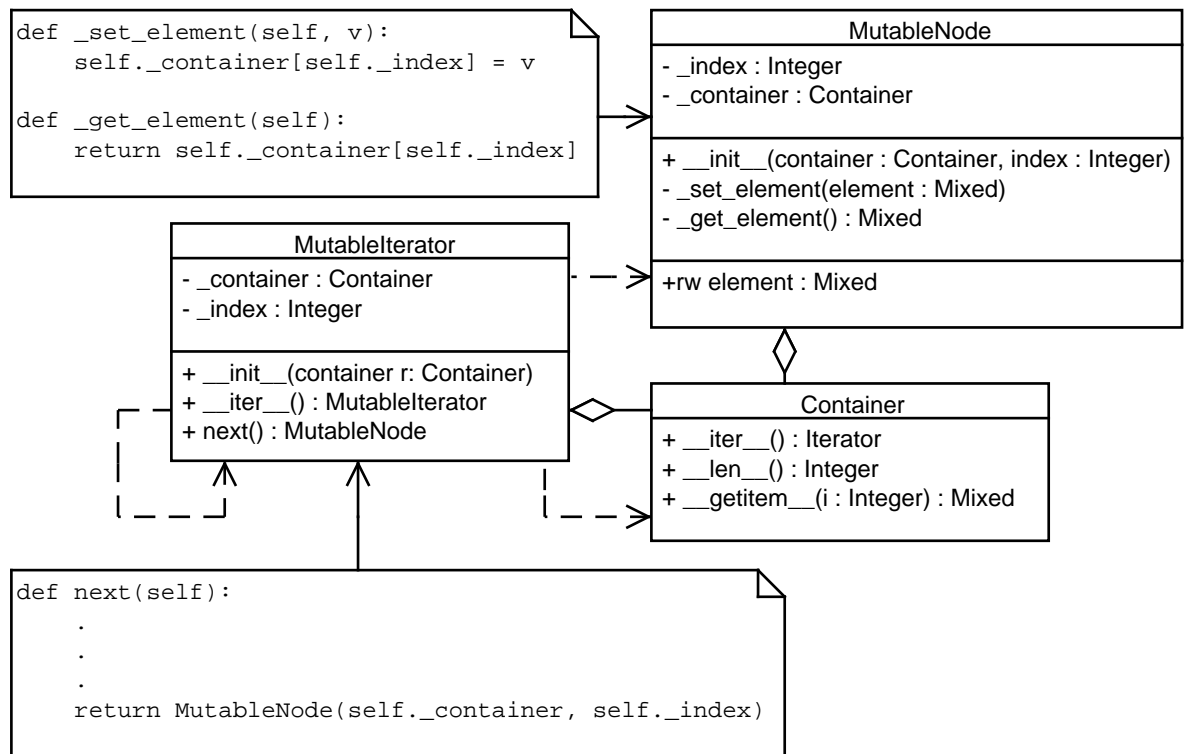 def _set_element(self, v):
    self._container[self._index] = v
def _get_element(self):
    return self._container[self._index]
MutableNode
- _index : Integer
- _container : Container
+ __init__(container : Container, index : Integer)
- _set_element(element : Mixed)
- _get_element() : Mixed
+rw element : Mixed
MutableIterator
- _container : Container
- _index : Integer
+ __init__(container r: Container)
+ __iter__() : MutableIterator
+ next() : MutableNode
Container
+ __iter__() : Iterator
+ __len__() : Integer
+ __getitem__(i : Integer) : Mixed
def next(self):
    .
    .
    .
    return MutableNode(self._container, self._index)